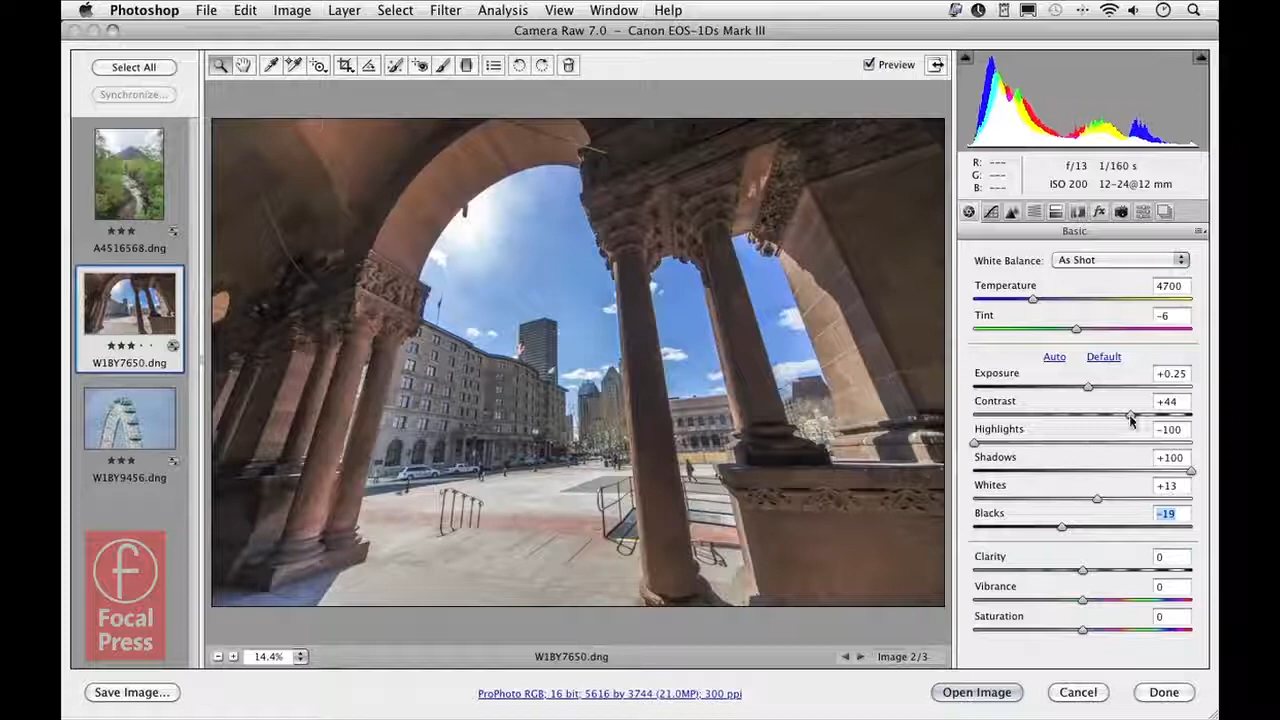 Photoshop File Edit Image Layer Select Filter Analysis View Window Help
Camera Raw 7.0 – Canon EOS-1Ds Mark III
Select All
Synchronize...
A4516568.dng
W1BY7650.dng
W1BY9456.dng
f
Focal
Press
Preview
14.4%
W1BY7650.dng
Image 2/3
R: ---
G: ---
B: ---
f/13 1/160 s
ISO 200 12-24@12 mm
fx
Basic
White Balance: As Shot
Temperature 4700
Tint -6
Auto Default
Exposure +0.25
Contrast +44
Highlights -100
Shadows +100
Whites +13
Blacks -19
Clarity 0
Vibrance 0
Saturation 0
Save Image...
ProPhoto RGB; 16 bit; 5616 by 3744 (21.0MP); 300 ppi
Open Image
Cancel
Done